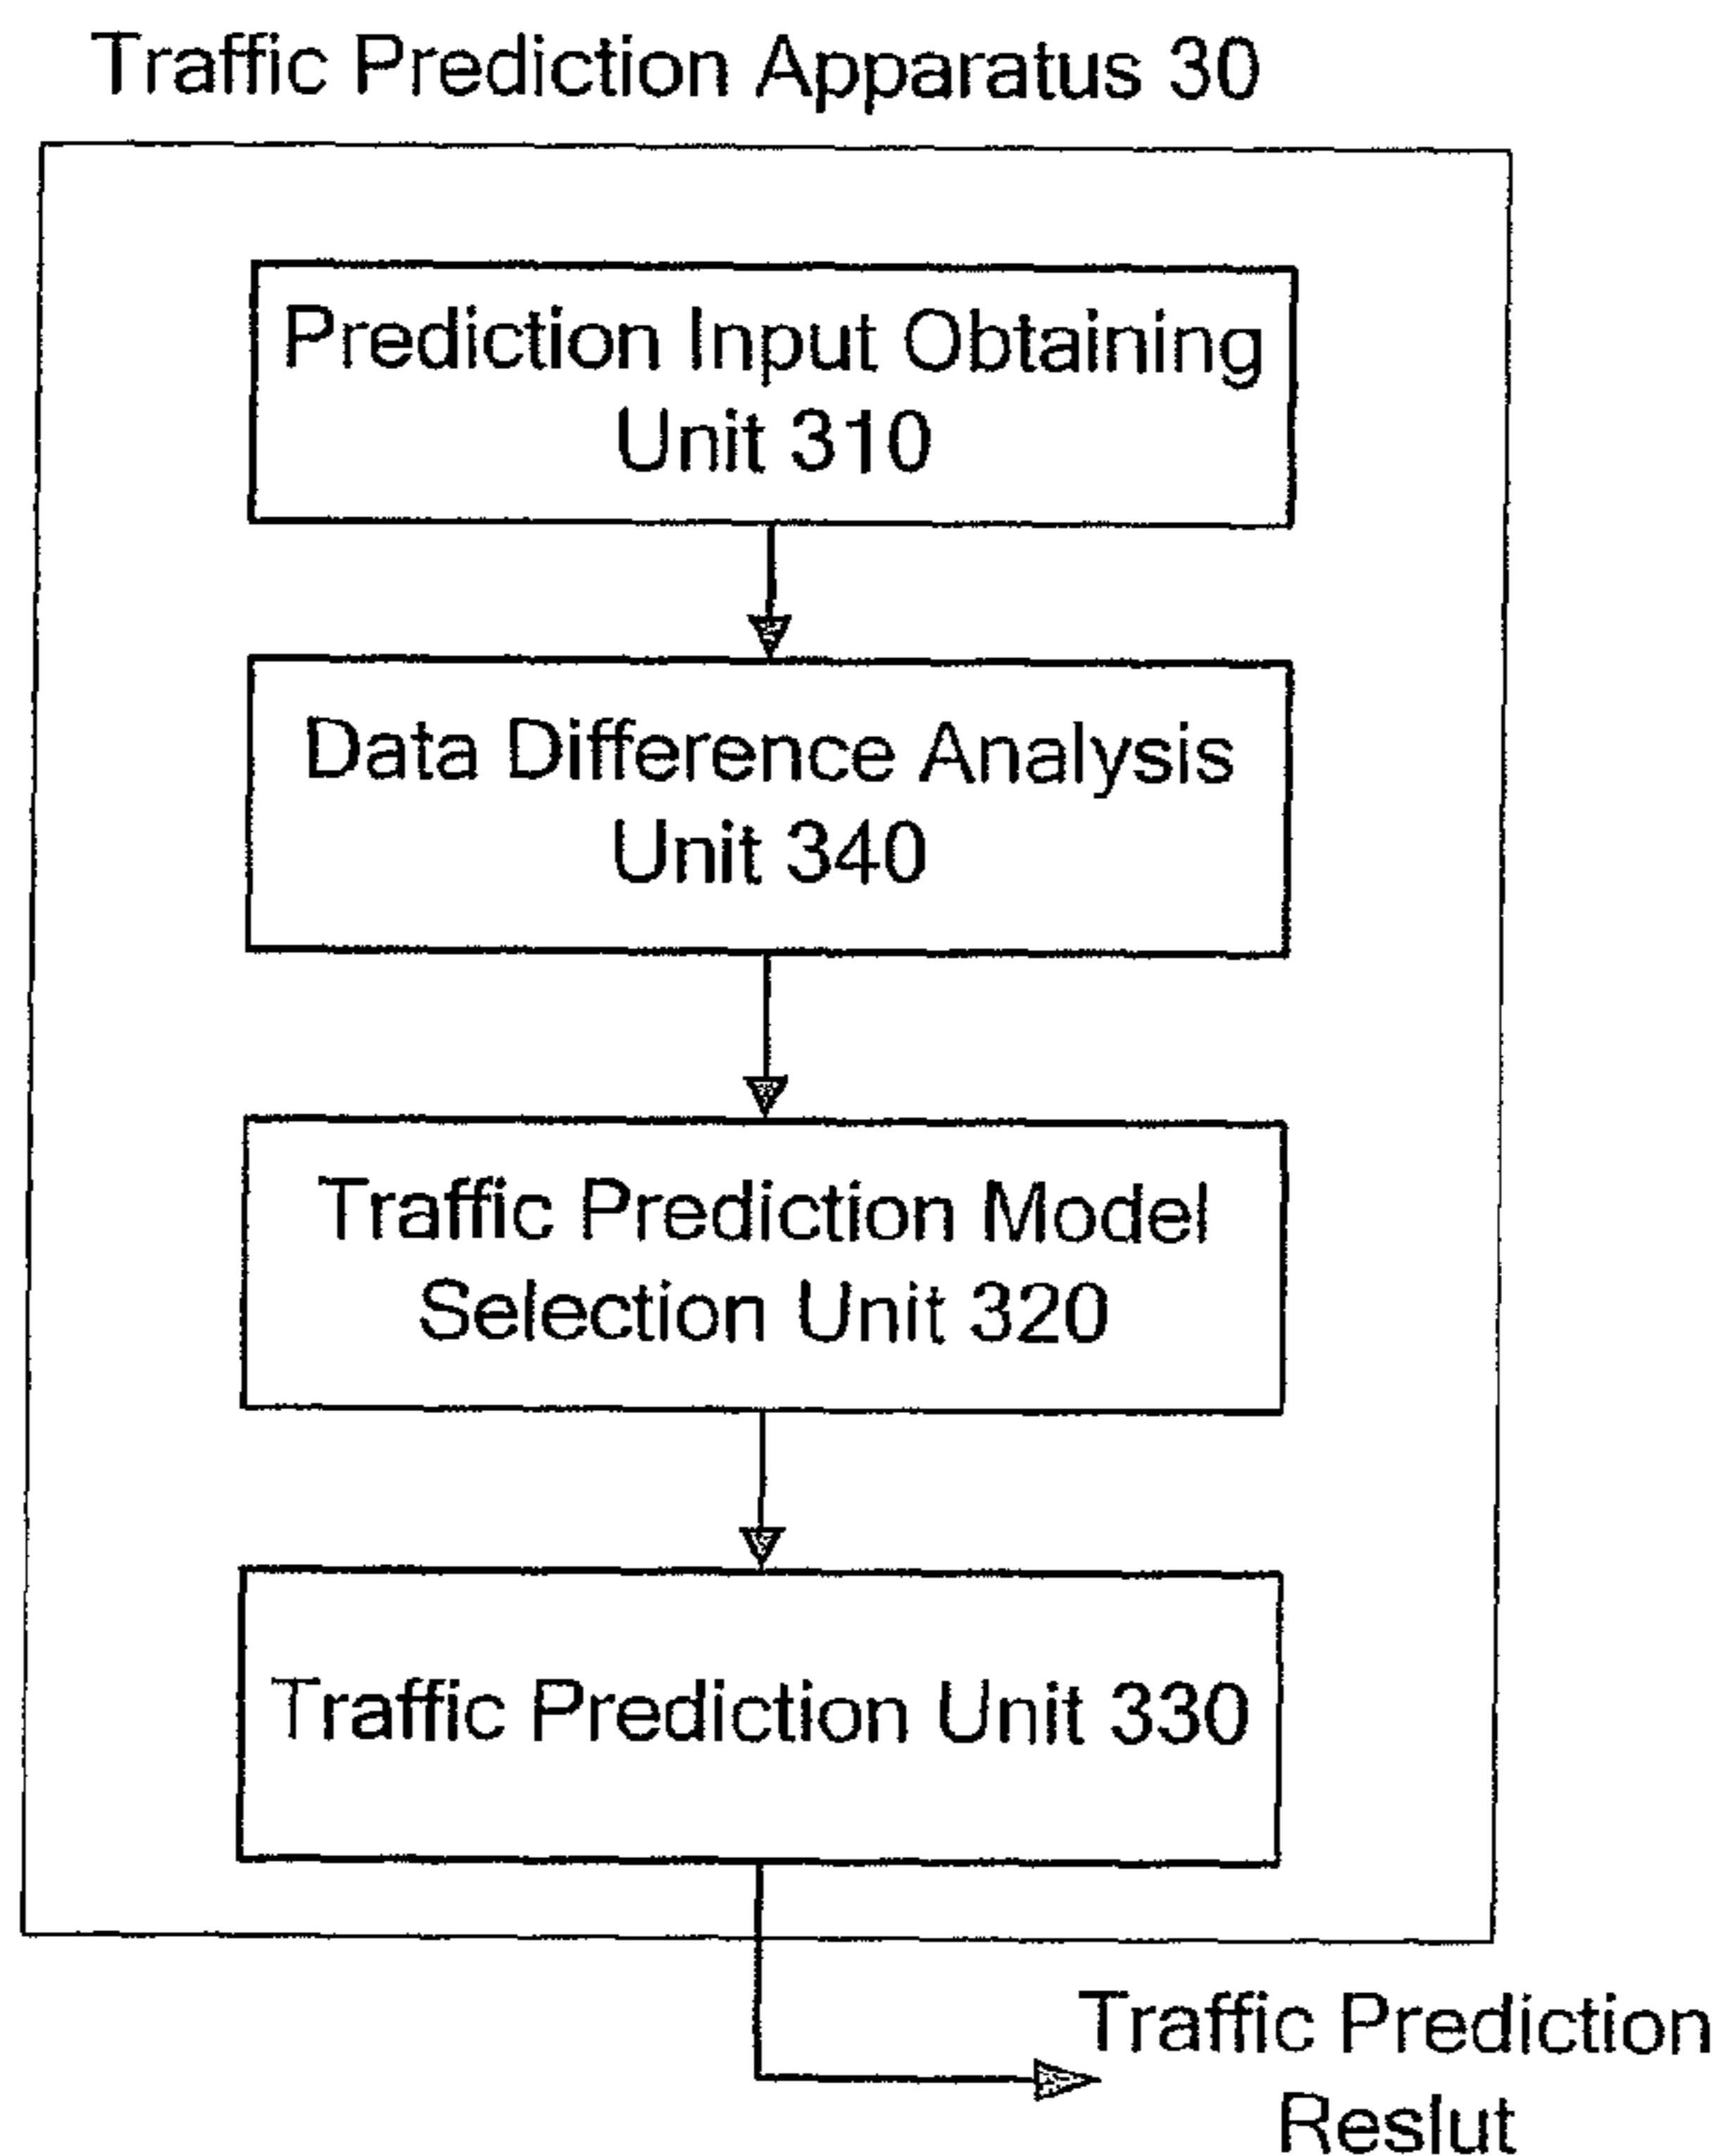 Traffic Prediction Apparatus 30
Prediction Input Obtaining
Unit 310
Data Difference Analysis
Unit 340
Traffic Prediction Model
Selection Unit 320
Traffic Prediction Unit 330
Traffic Prediction
Reslut